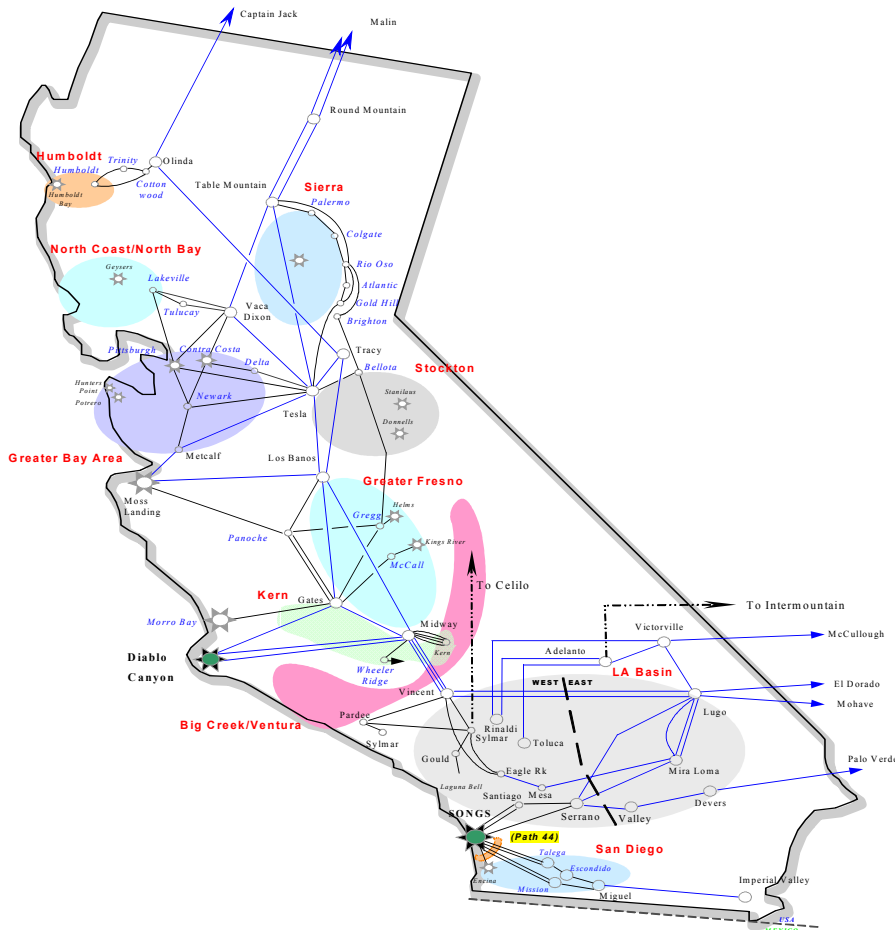 Captain Jack
Malin
Round Mountain
Humboldt
Humboldt
Trinity
Olinda
Cotton
wood
Humboldt
Bay
Table Mountain
Sierra
Palermo
Colgate
North Coast/North Bay
Geysers
Lakeville
Rio Oso
Atlantic
Gold Hill
Tulucay
Vaca
Dixon
Brighton
Pittsburgh
Contra Costa
Delta
Tracy
Bellota
Stockton
Hunters
Point
Potrero
Newark
Tesla
Stanilaus
Donnells
Greater Bay Area
Metcalf
Los Banos
Moss
Landing
Greater Fresno
Helms
Gregg
Panoche
Kings River
McCall
To Celilo
Kern
Gates
Morro Bay
Midway
Kern
Diablo
Canyon
Wheeler
Ridge
To Intermountain
Victorville
McCullough
Adelanto
LA Basin
WEST
EAST
El Dorado
Mohave
Vincent
Lugo
Big Creek/Ventura
Pardee
Sylmar
Rinaldi
Sylmar
Toluca
Gould
Eagle Rk
Laguna Bell
Mesa
Mira Loma
Palo Verde
Santiago
Serrano
Valley
Devers
SONGS
(Path 44)
San Diego
Talega
Escondido
Encina
Mission
Miguel
Imperial Valley
USA
MEXICO